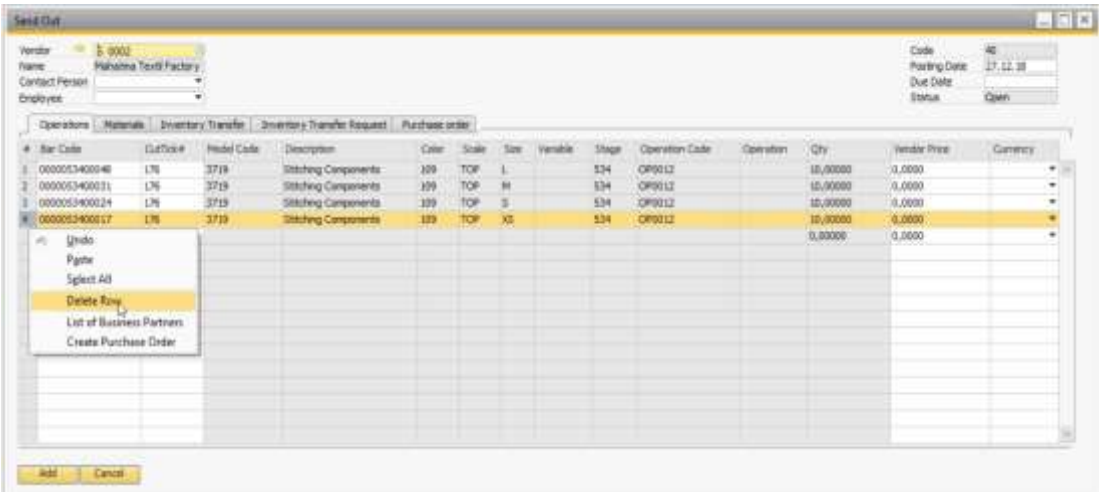 Send Out
Vendor 0002
Name Mahatma Textil Factory
Contact Person
Employee
Code 40
Posting Date 27.12.18
Due Date
Status Open
Operations Materials Inventory Transfer Inventory Transfer Request Purchase order
# Bar Code CutTick# Model Code Description Color Scale Size Variable Stage Operation Code Operation Qty Vendor Price Currency
1 0000053400048 176 3719 Stitching Components 109 TOP L 534 OP0012 10,00000 0,0000
2 0000053400031 176 3719 Stitching Components 109 TOP M 534 OP0012 10,00000 0,0000
3 0000053400024 176 3719 Stitching Components 109 TOP S 534 OP0012 10,00000 0,0000
4 0000053400017 176 3719 Stitching Components 109 TOP XS 534 OP0012 10,00000 0,0000
0,00000 0,0000
Undo
Paste
Select All
Delete Row
List of Business Partners
Create Purchase Order
Add Cancel